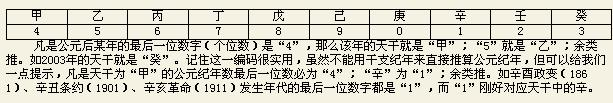 甲 乙 丙 丁 戊 己 庚 辛 壬 癸
4 5 6 7 8 9 0 1 2 3
凡是公元后某年的最后一位数字(个位数)是“4”,那么该年的天干就是“甲”;“5”就是“乙”;余类
推。如2003年的天干就是“癸”。记住这一编码很实用,虽然不能用干支纪年来直接推算公元纪年,但可以给我们
一点提示,凡是天干为“甲”的公元纪年数最后一位数必为“4”;“辛”为“1”;余类推。如辛酉政变(186
1)、辛丑条约(1901)、辛亥革命(1911)发生年代的最后一位数字都是“1”,而“1”刚好对应天干中的辛。